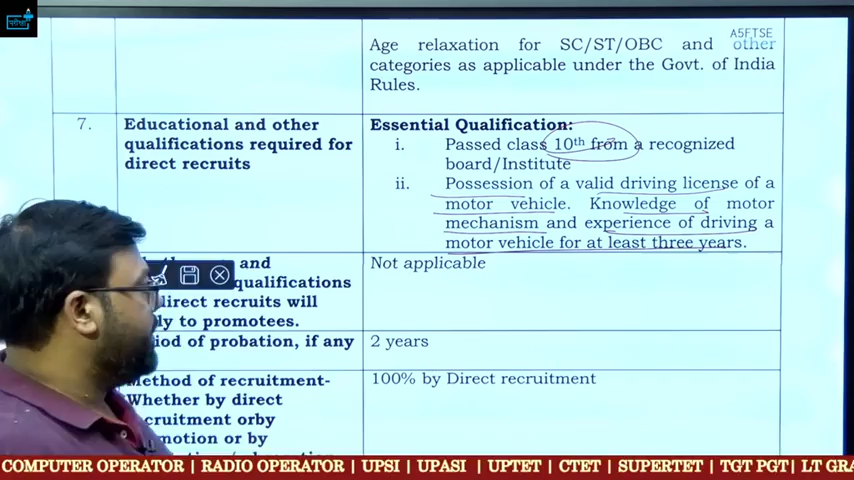 परीक्षा
A5FTSE
Age relaxation for SC/ST/OBC and other
categories as applicable under the Govt. of India
Rules.
7.
Educational and other
qualifications required for
direct recruits
Essential Qualification:
i. Passed class 10th from a recognized
board/Institute
ii. Possession of a valid driving license of a
motor vehicle. Knowledge of motor
mechanism and experience of driving a
motor vehicle for at least three years.
and
qualifications
direct recruits will
to promotees.
Not applicable
of probation, if any
2 years
Method of recruitment-
Whether by direct
recruitment orby
or by
100% by Direct recruitment
COMPUTER OPERATOR | RADIO OPERATOR | UPSI | UPASI | UPTET | CTET | SUPERTET | TGT PGT| LT GRA